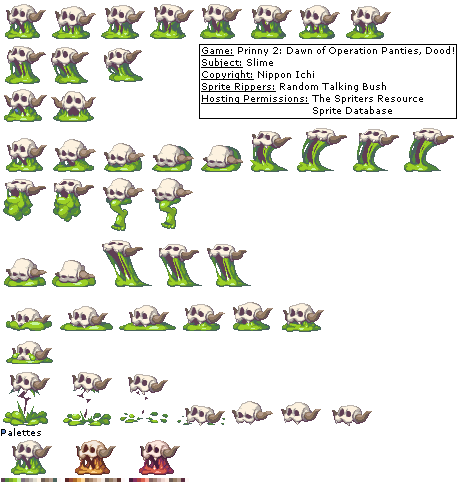 Game: Prinny 2: Dawn of Operation Panties, Dood!
Subject: Slime
Copyright: Nippon Ichi
Sprite Rippers: Random Talking Bush
Hosting Permissions: The Spriters Resource
Sprite Database
Palettes